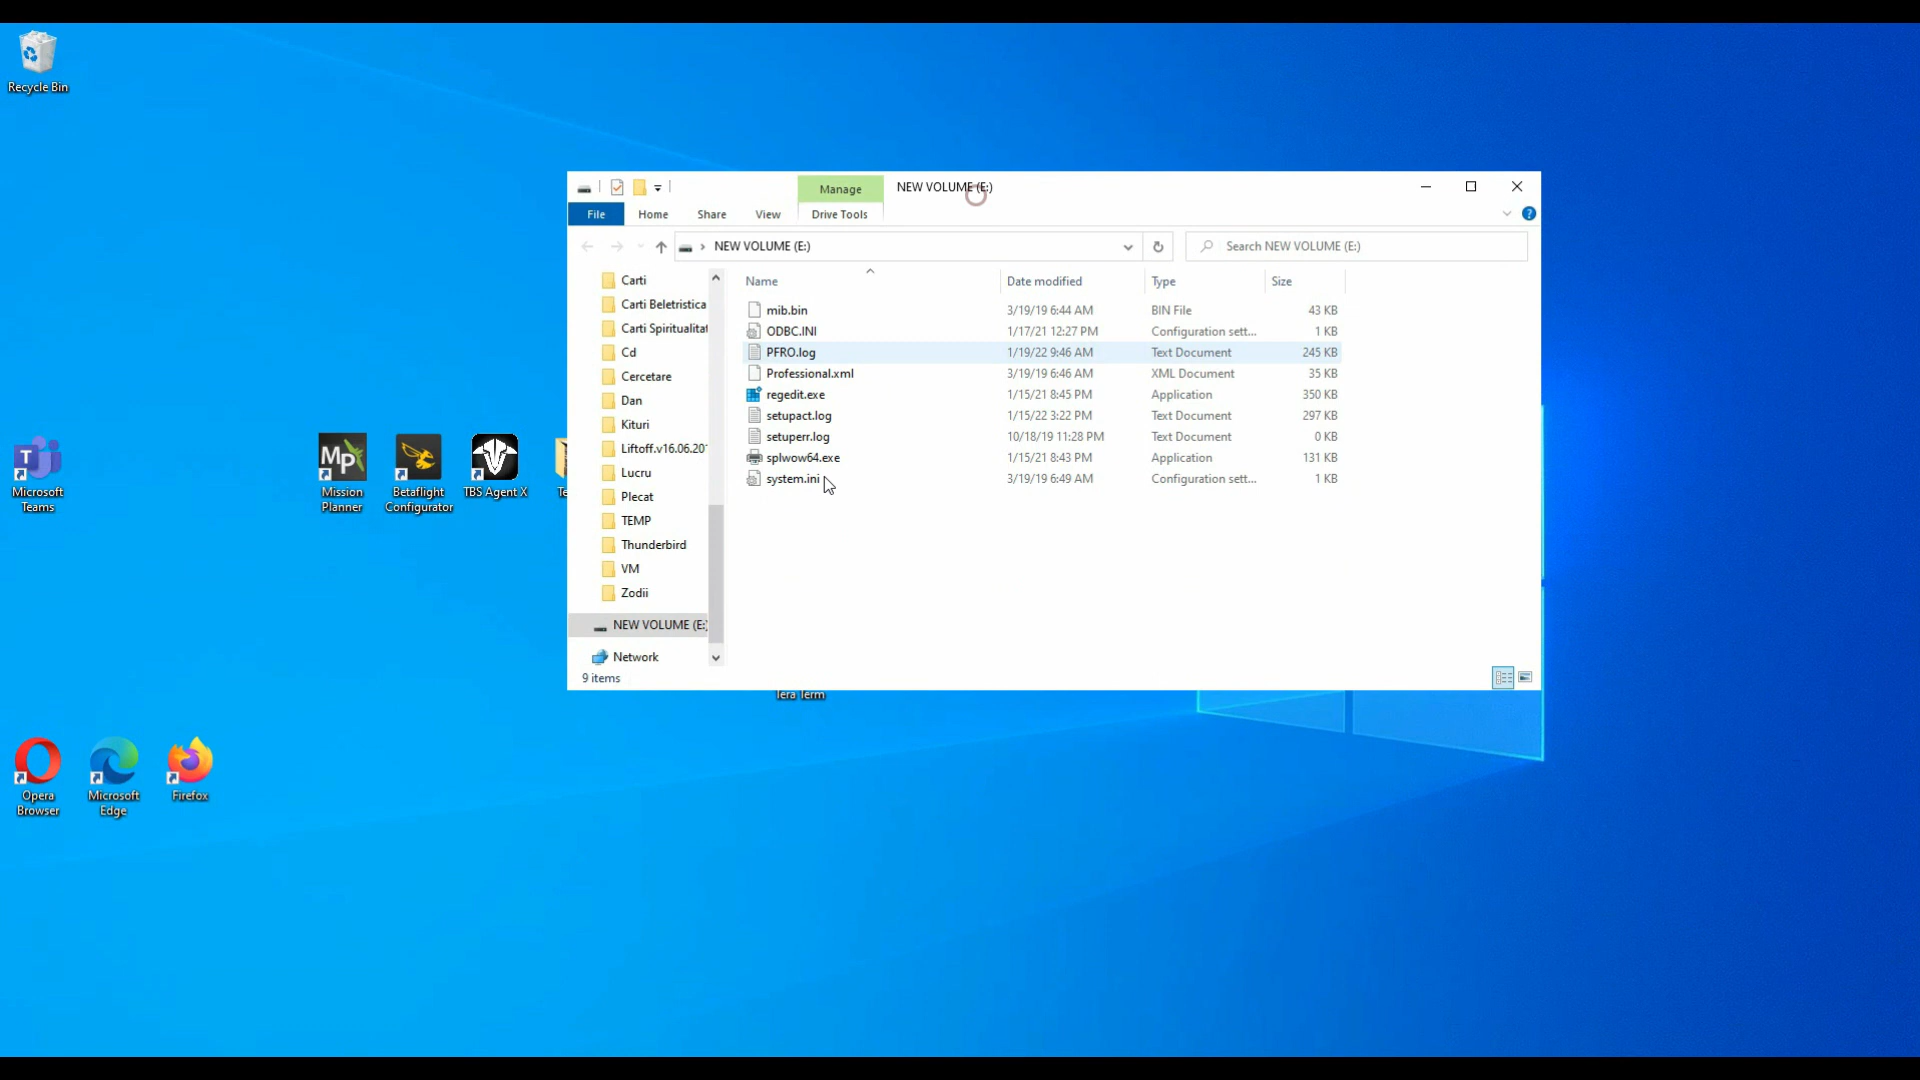 Recycle Bin
Microsoft
Teams
Mp
Mission
Planner
Betaflight
Configurator
TBS Agent X
Te
Opera
Browser
Microsoft
Edge
Firefox
Manage
NEW VOLUME (E:)
File
Home
Share
View
Drive Tools
NEW VOLUME (E:)
Search NEW VOLUME (E:)
Carti
Carti Beletristica
Carti Spiritualitat
Cd
Cercetare
Dan
Kituri
Liftoff.v16.06.201
Lucru
Plecat
TEMP
Thunderbird
VM
Zodii
NEW VOLUME (E:)
Network
Name Date modified Type Size
mib.bin 3/19/19 6:44 AM BIN File 43 KB
ODBC.INI 1/17/21 12:27 PM Configuration sett... 1 KB
PFRO.log 1/19/22 9:46 AM Text Document 245 KB
Professional.xml 3/19/19 6:46 AM XML Document 35 KB
regedit.exe 1/15/21 8:45 PM Application 350 KB
setupact.log 1/15/22 3:22 PM Text Document 297 KB
setuperr.log 10/18/19 11:28 PM Text Document 0 KB
splwow64.exe 1/15/21 8:43 PM Application 131 KB
system.ini 3/19/19 6:49 AM Configuration sett... 1 KB
9 items
Tera Term